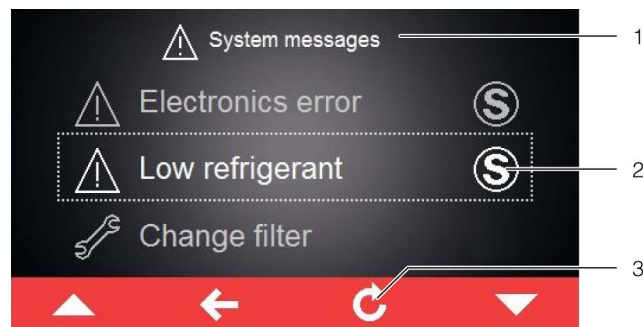 System messages
1
Electronics error
S
Low refrigerant
S
2
Change filter
3